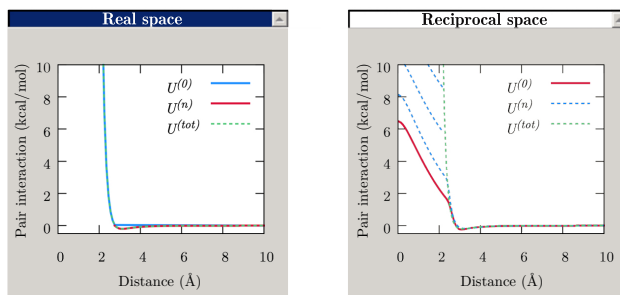 Real space
Pair interaction (kcal/mol)
10
8
6
4
2
0
U(0)
U(n)
U(tot)
0 2 4 6 8 10
Distance (Å)
Reciprocal space
Pair interaction (kcal/mol)
10
8
6
4
2
0
U(0)
U(n)
U(tot)
0 2 4 6 8 10
Distance (Å)